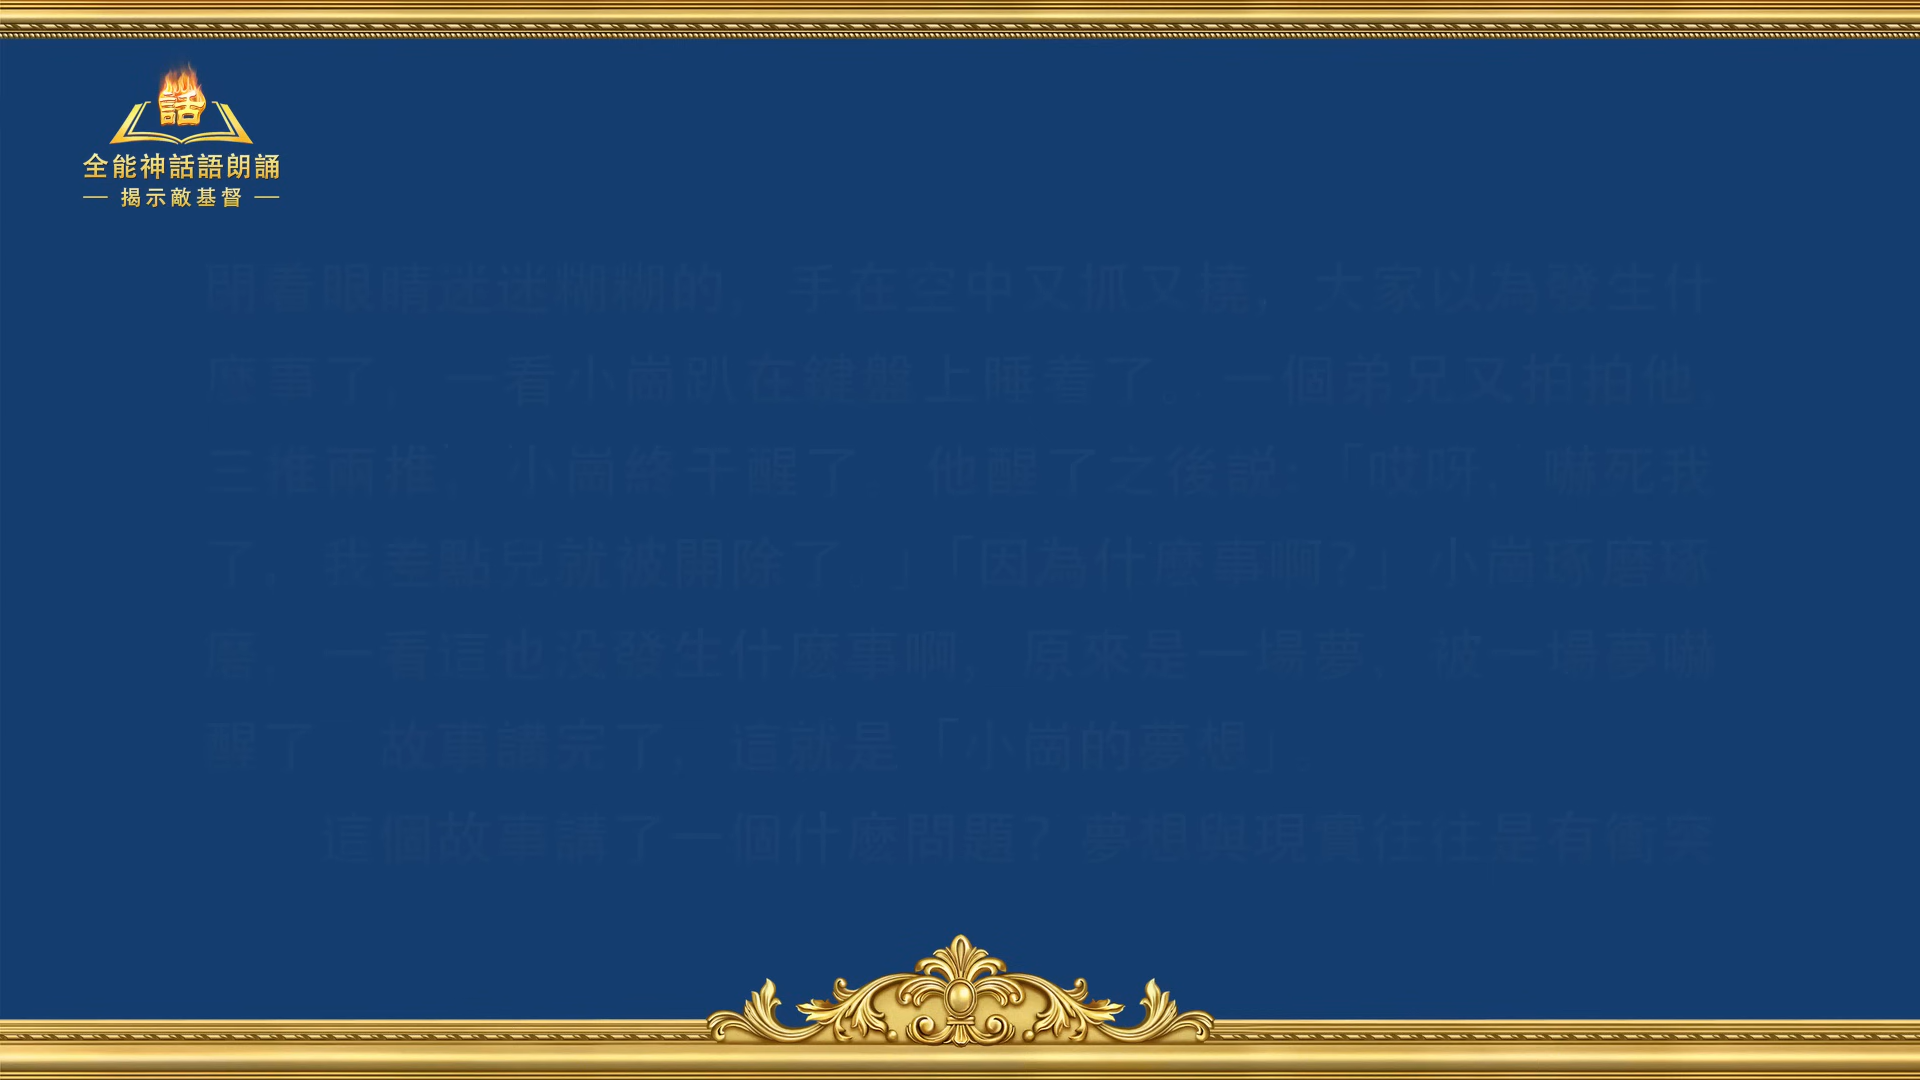 話
全能神話語朗誦
揭示敵基督
閉着眼睛迷迷糊糊的，手在空中又抓又撓，大家以為發生什
麽事了，一看小崗趴在鍵盤上睡着了。一個弟兄又拍拍他，
三推兩推，小崗終于醒了。他醒了之後説：「哎呀，嚇死我
了，我差點兒就被開除了。」「因為什麽事啊？」小崗琢磨琢
磨，一看這也没發生什麽事啊，原來是一場夢，被一場夢嚇
醒了。故事講完了，這就是「小崗的夢想」。
這個故事講了一個什麽問題？夢想與現實往往是有衝突